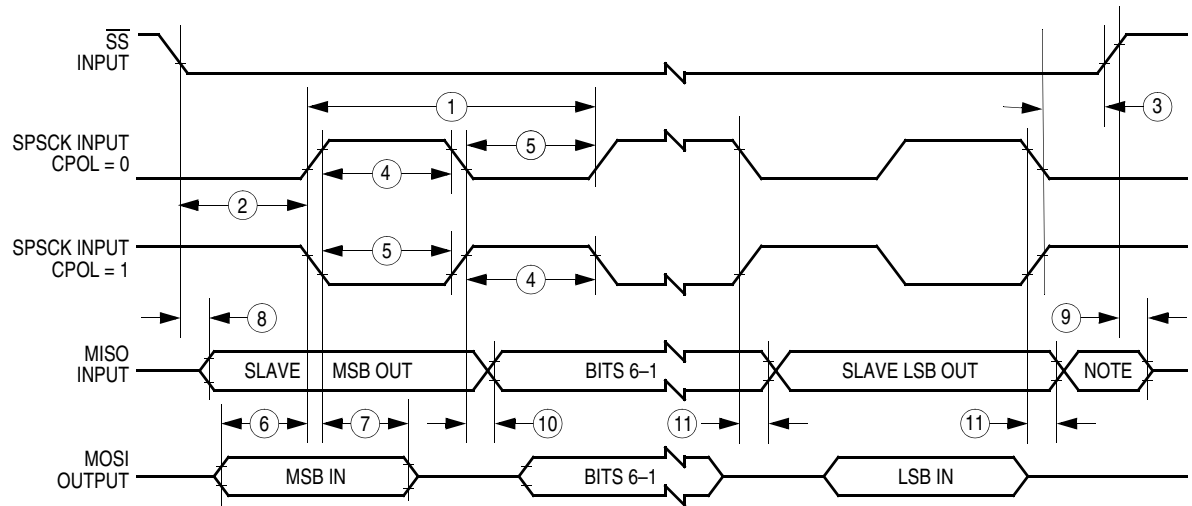 SS
INPUT
1
3
SPSCK INPUT
CPOL = 0
5
4
2
SPSCK INPUT
CPOL = 1
5
4
8
9
MISO
INPUT
SLAVE MSB OUT
BITS 6–1
SLAVE LSB OUT
NOTE
6
7
10
11
11
MOSI
OUTPUT
MSB IN
BITS 6–1
LSB IN